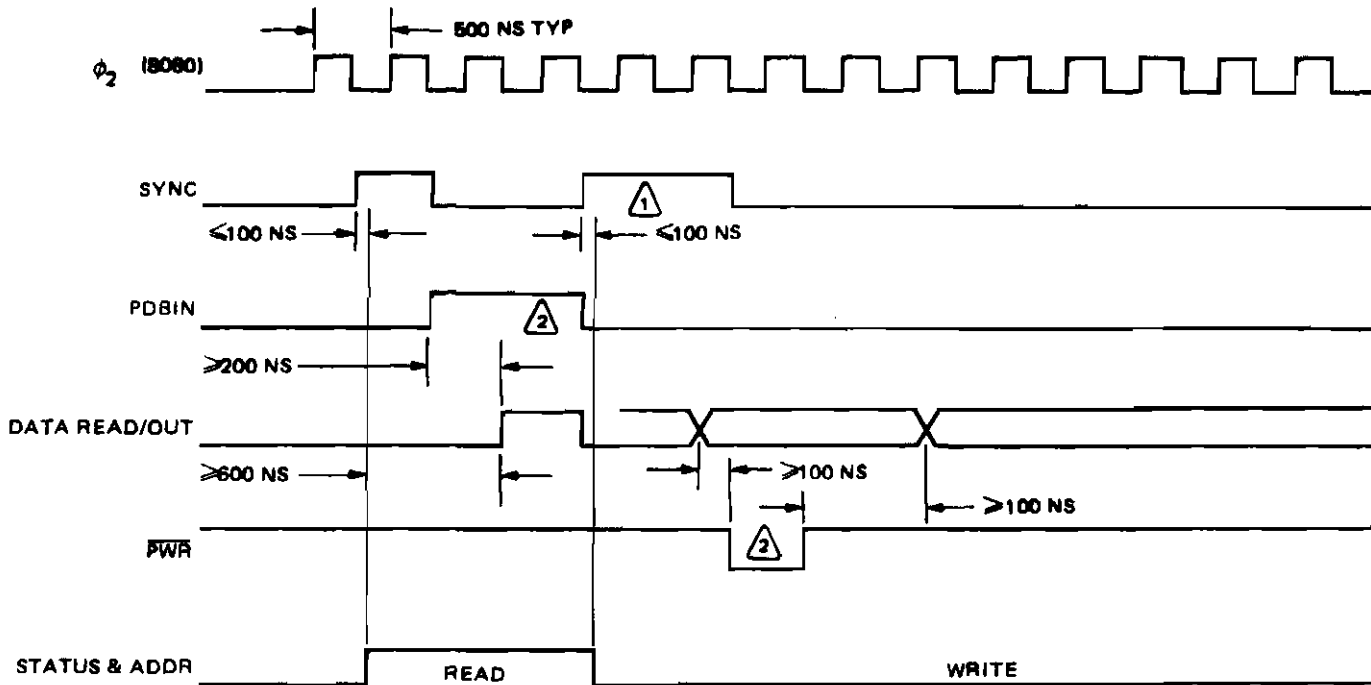 500 NS TYP
ϕ2 (8080)
SYNC
1
≤100 NS
≤100 NS
PDBIN
2
≥200 NS
DATA READ/OUT
≥600 NS
≥100 NS
≥100 NS
PWR
2
STATUS & ADDR
READ
WRITE